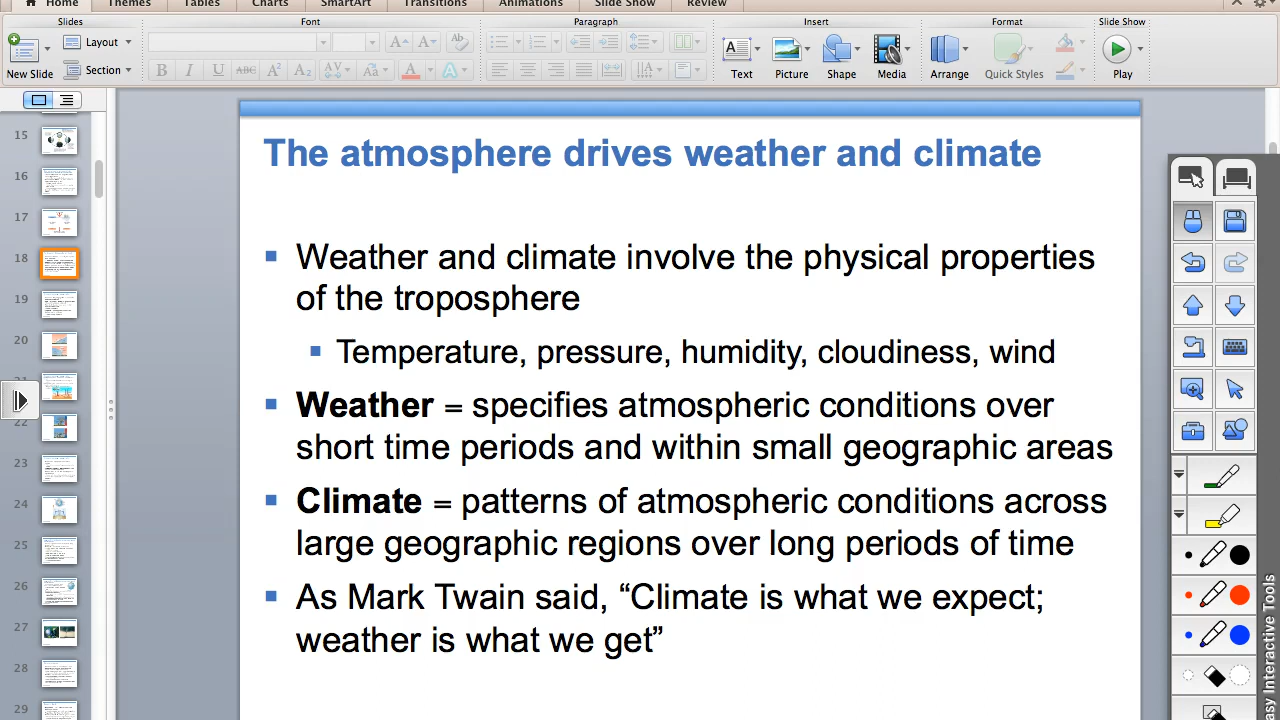 Home Themes Tables Charts SmartArt Transitions Animations Slide Show Review
Slides Font Paragraph Insert Format Slide Show
New Slide Layout Section
B I U ABC A² A₂ AV Aa A A
Text Picture Shape Media Arrange Quick Styles Play
15
16
17
18
19
20
22
23
24
25
26
27
28
29
The atmosphere drives weather and climate
Weather and climate involve the physical properties
of the troposphere
Temperature, pressure, humidity, cloudiness, wind
Weather = specifies atmospheric conditions over
short time periods and within small geographic areas
Climate = patterns of atmospheric conditions across
large geographic regions over long periods of time
As Mark Twain said, “Climate is what we expect;
weather is what we get”
Interactive Tools